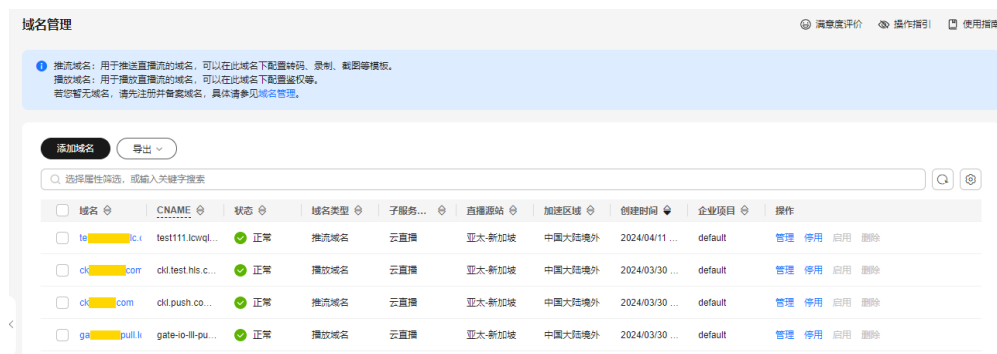 域名管理
满意度评价 操作指引 使用指南
推流域名：用于推送直播流的域名，可以在此域名下配置转码、录制、截图等模板。
播放域名：用于播放直播流的域名，可以在此域名下配置鉴权等。
若您暂无域名，请先注册并备案域名，具体请参见域名管理。
添加域名 导出
选择属性筛选，或输入关键字搜索
域名 CNAME 状态 域名类型 子服务... 直播源站 加速区域 创建时间 企业项目 操作
te lc.c test111.lcwql... 正常 推流域名 云直播 亚太-新加坡 中国大陆境外 2024/04/11 ... default 管理 停用 启用 删除
ck com ckl.test.hls.c... 正常 播放域名 云直播 亚太-新加坡 中国大陆境外 2024/03/30 ... default 管理 停用 启用 删除
ck com ckl.push.co... 正常 推流域名 云直播 亚太-新加坡 中国大陆境外 2024/03/30 ... default 管理 停用 启用 删除
ga pull.l gate-io-lll-pu... 正常 播放域名 云直播 亚太-新加坡 中国大陆境外 2024/03/30 ... default 管理 停用 启用 删除